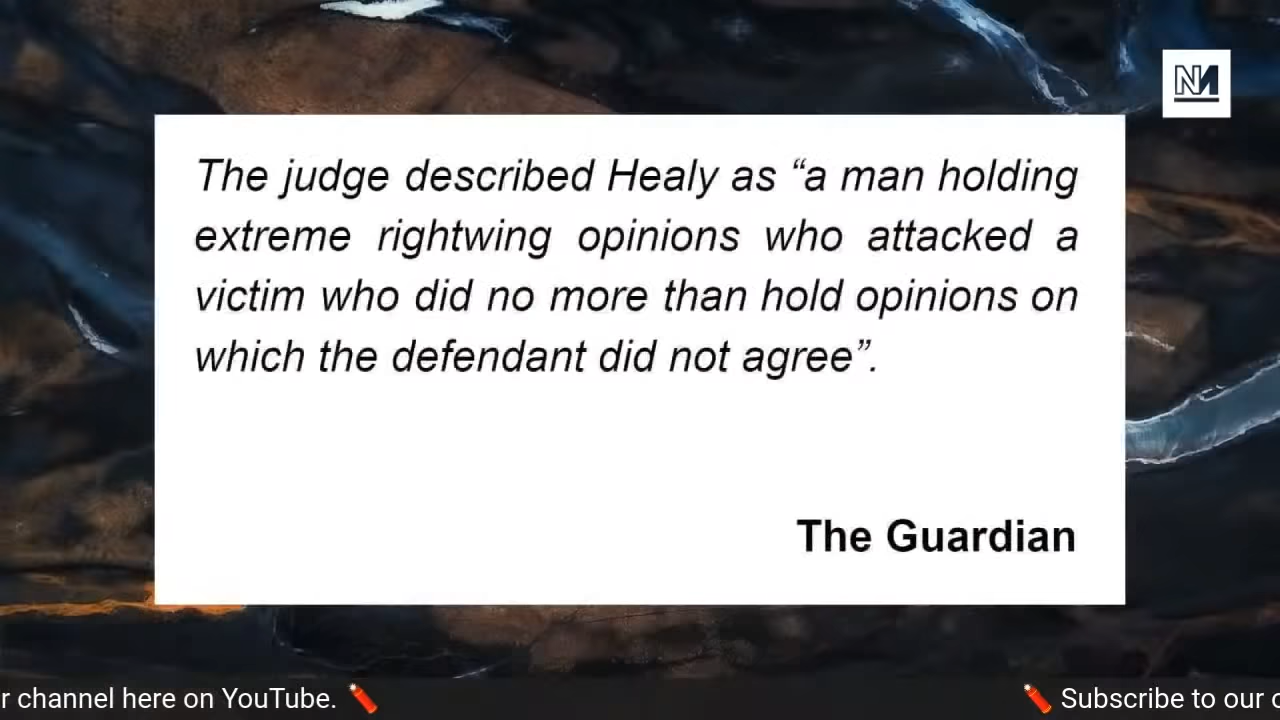 NM
The judge described Healy as “a man holding
extreme rightwing opinions who attacked a
victim who did no more than hold opinions on
which the defendant did not agree”.
The Guardian
r channel here on YouTube. 🧨 🧨 Subscribe to our c